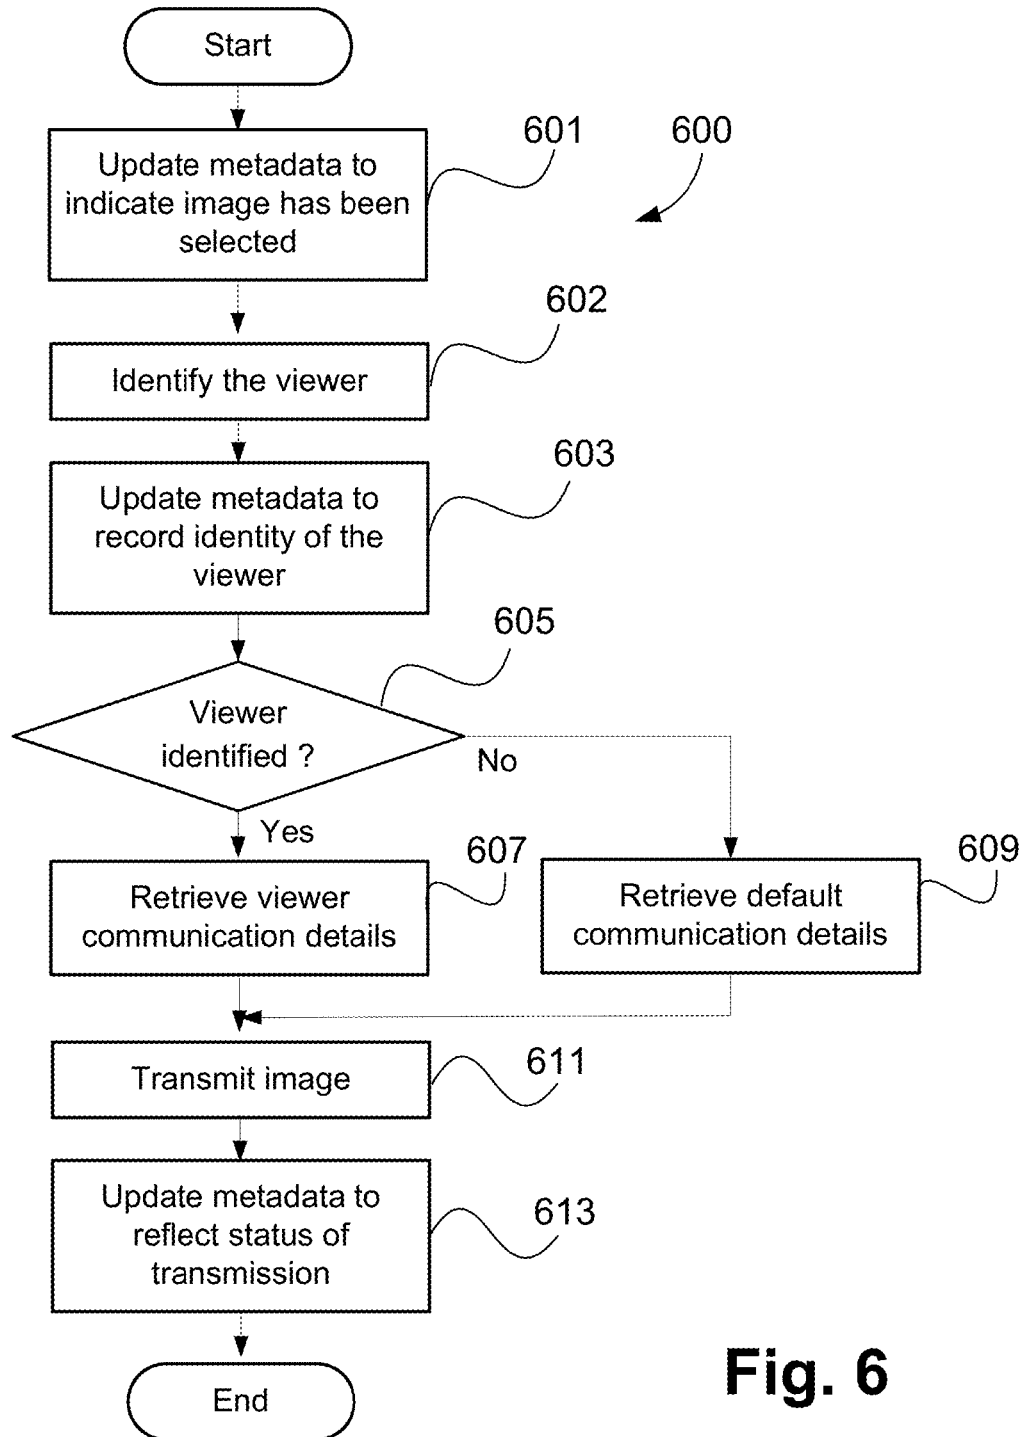 Start
601
600
Update metadata to
indicate image has been
selected
602
Identify the viewer
603
Update metadata to
record identity of the
viewer
605
Viewer
identified ?
No
Yes
607
609
Retrieve viewer
communication details
Retrieve default
communication details
611
Transmit image
613
Update metadata to
reflect status of
transmission
End
Fig. 6